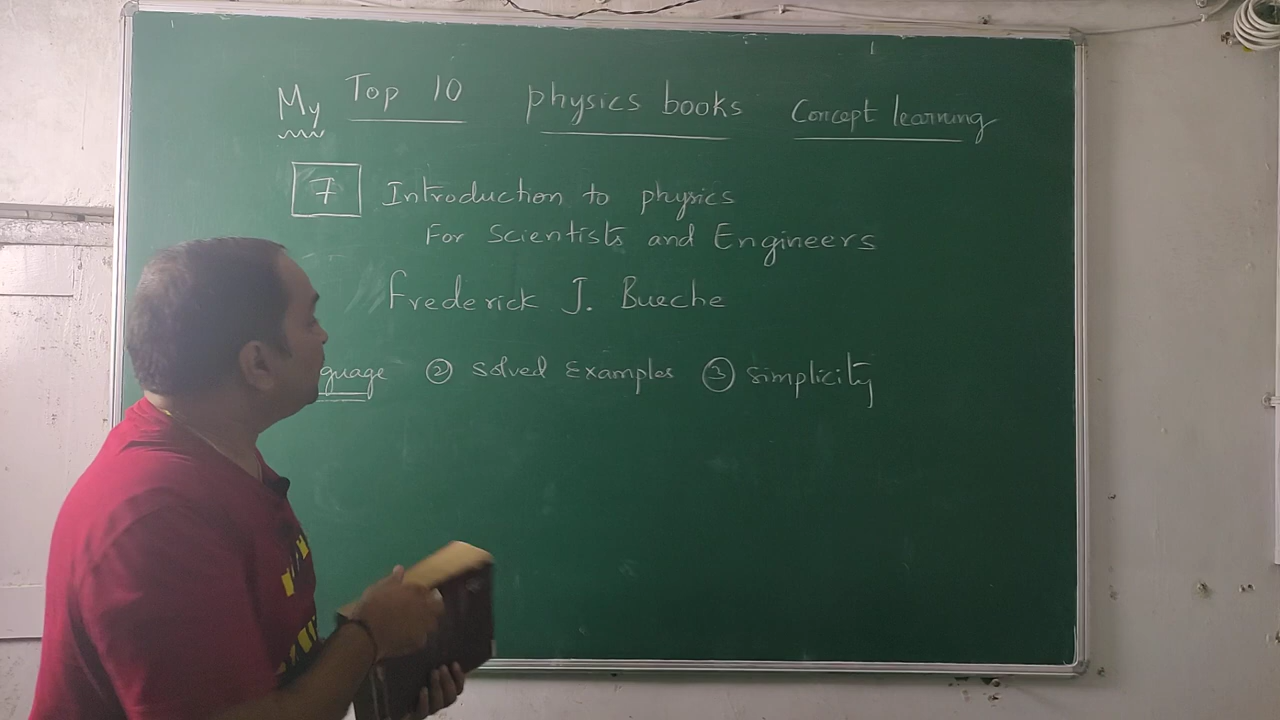 My Top 10 physics books Concept learning
7 Introduction to physics
For Scientists and Engineers
Frederick J. Bueche
guage ② Solved Examples ③ Simplicity